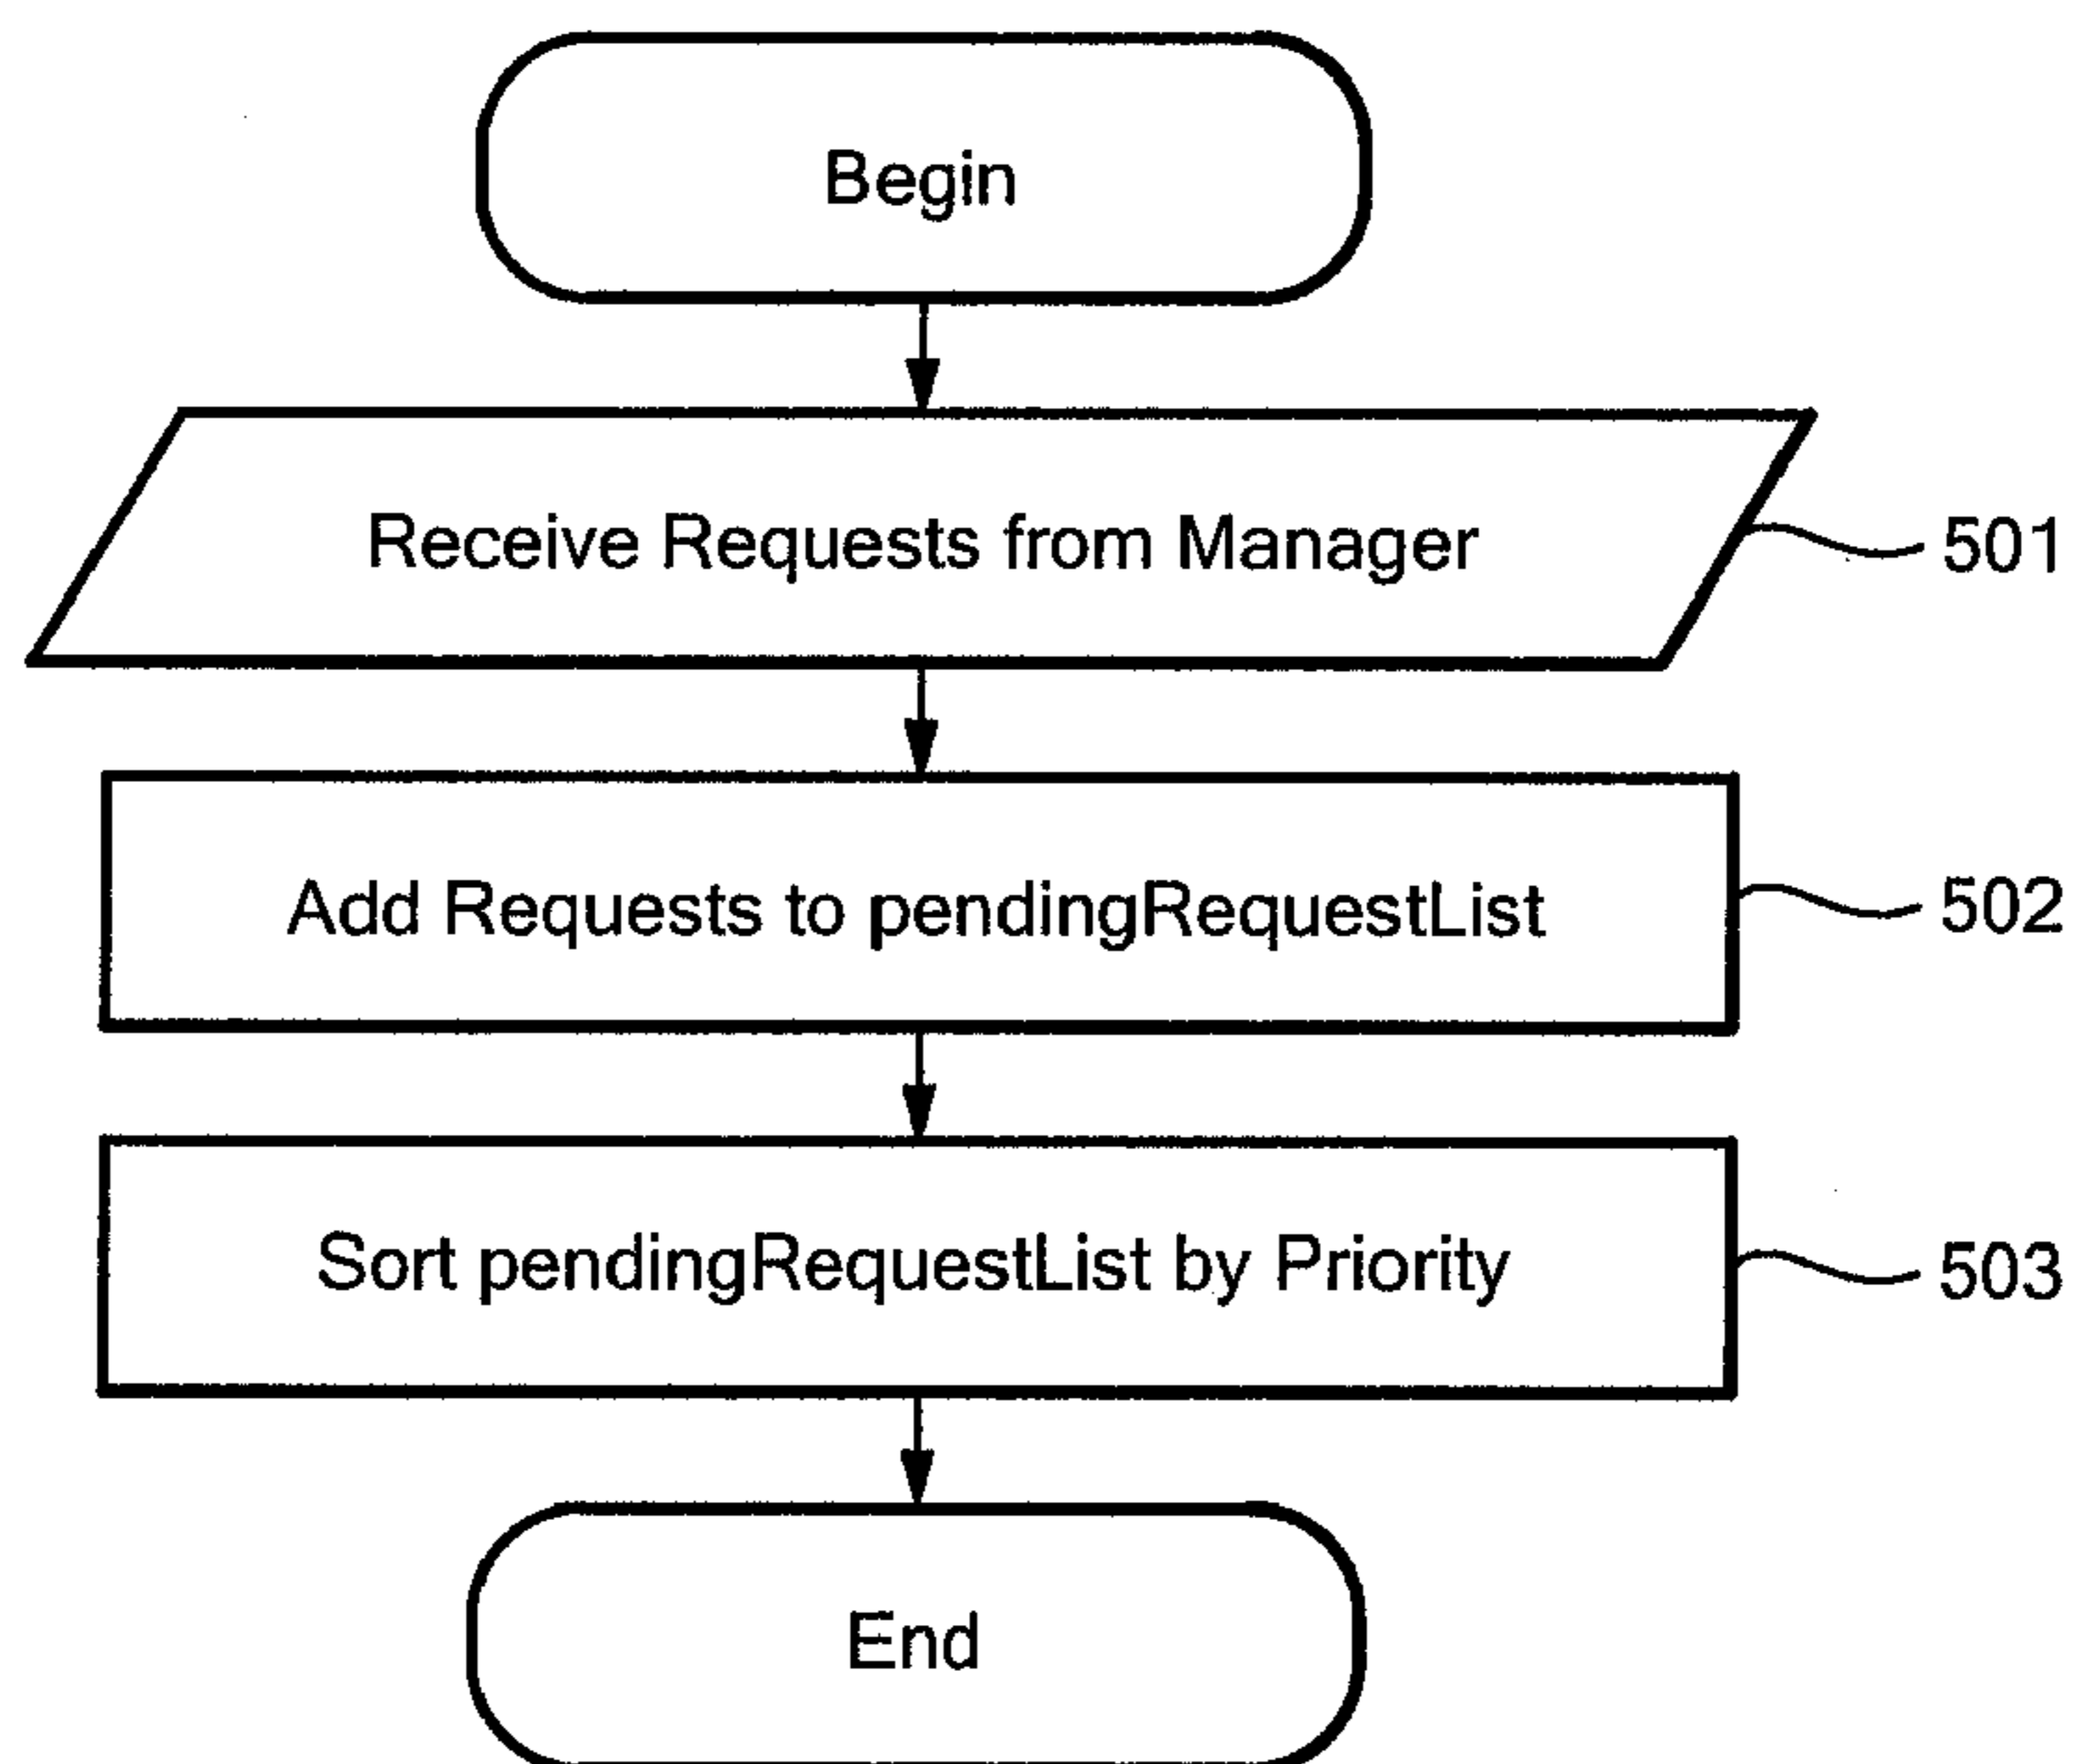 Begin
Receive Requests from Manager
501
Add Requests to pendingRequestList
502
Sort pendingRequestList by Priority
503
End